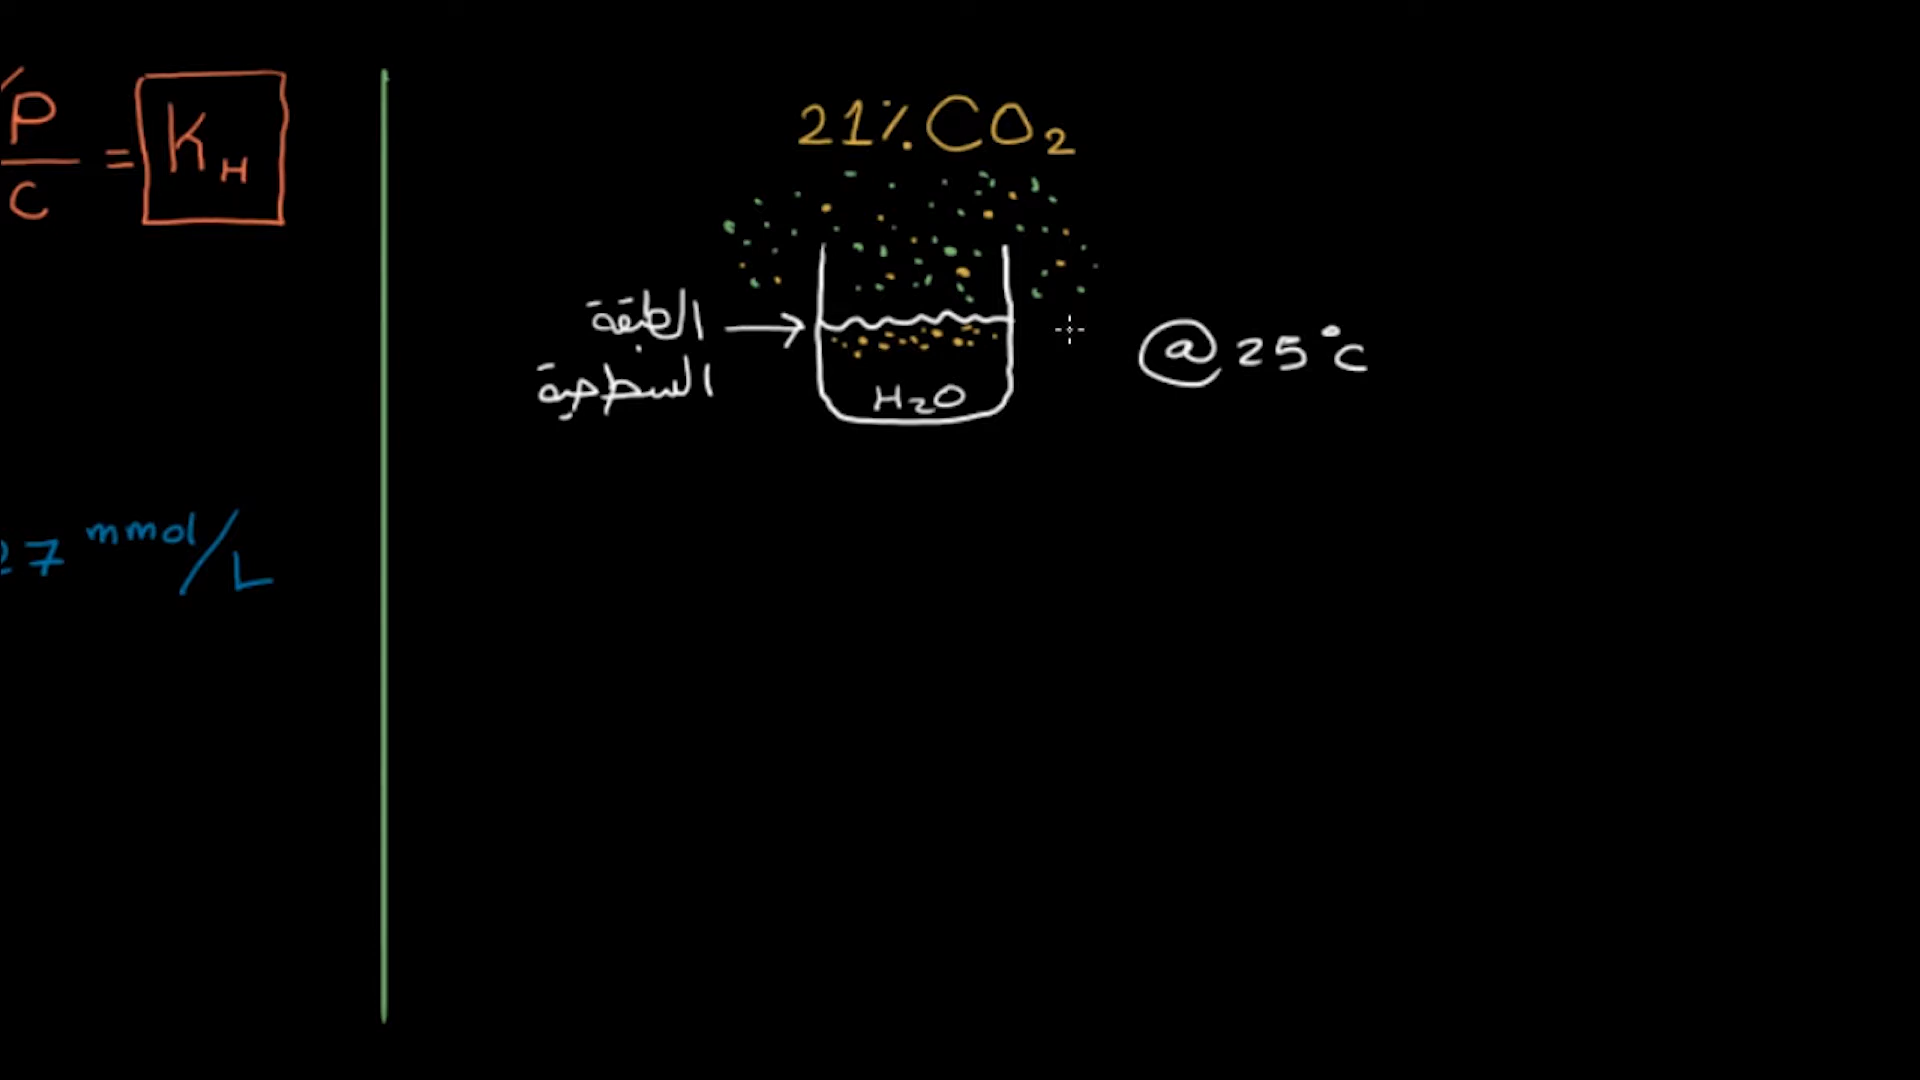 P/C = K_H
27 mmol/L
21% CO₂
الطبقة
السطحية
H₂O
@ 25°C